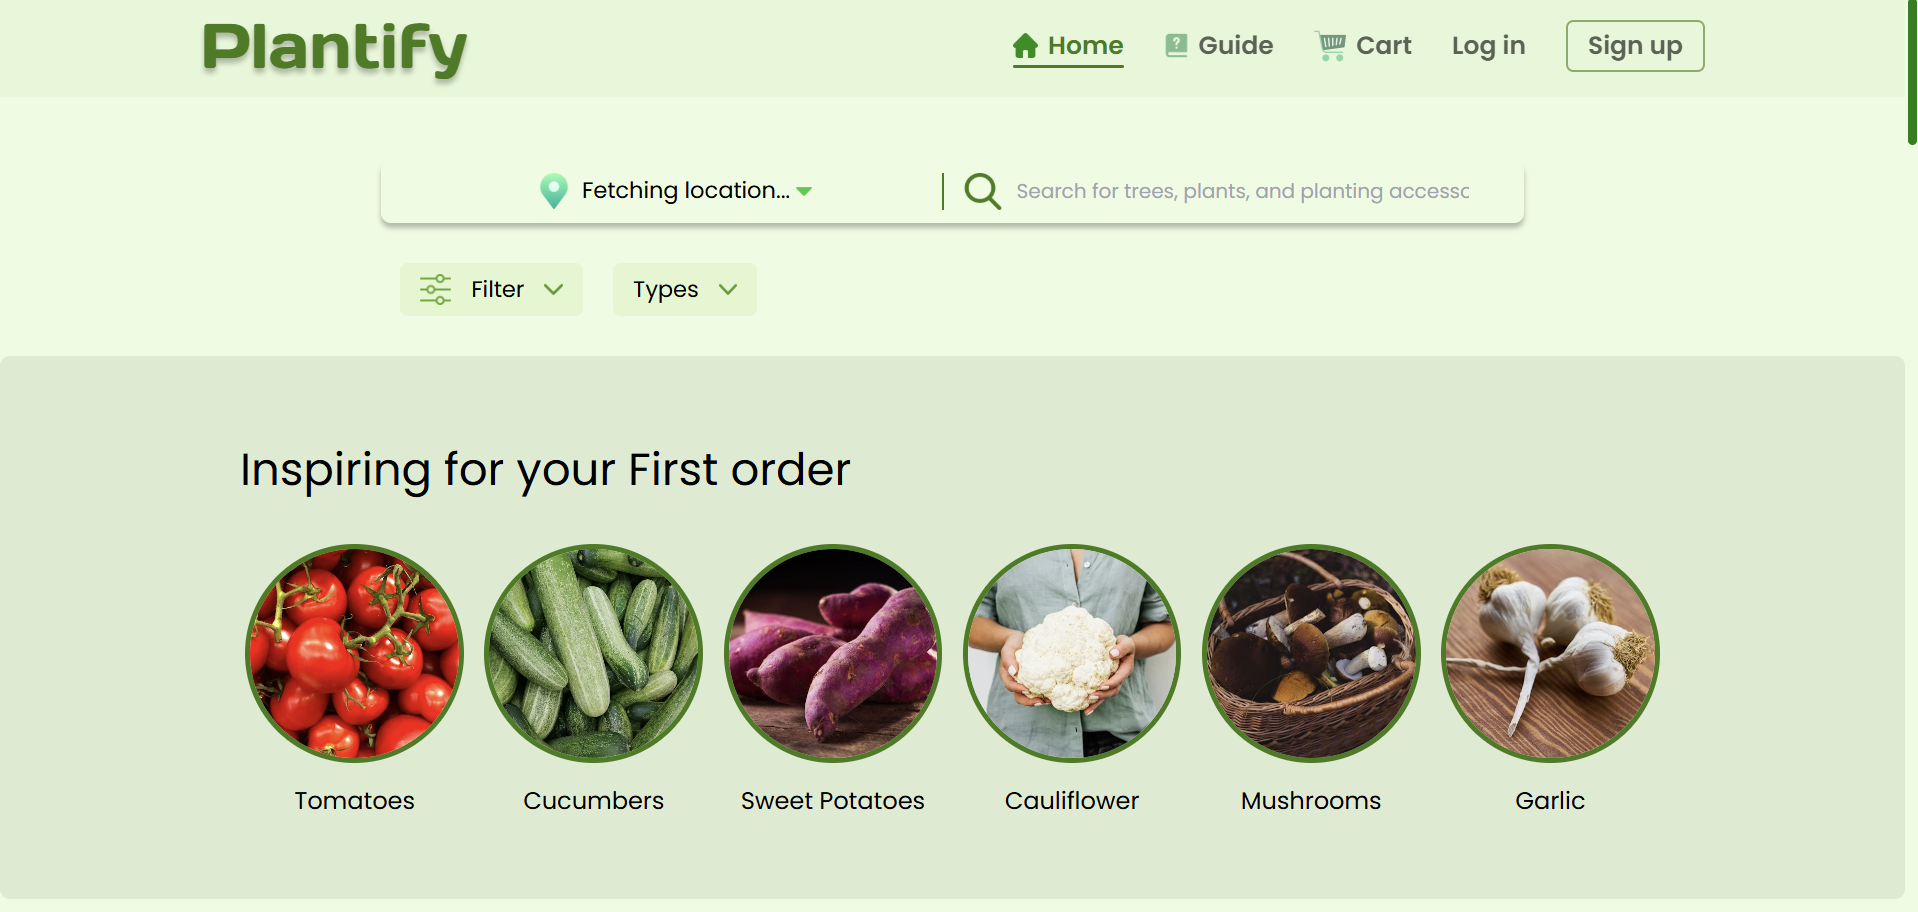 Plantify
Home
Guide
Cart
Log in
Sign up
Fetching location...
Search for trees, plants, and planting accessc
Filter
Types
Inspiring for your First order
Tomatoes
Cucumbers
Sweet Potatoes
Cauliflower
Mushrooms
Garlic